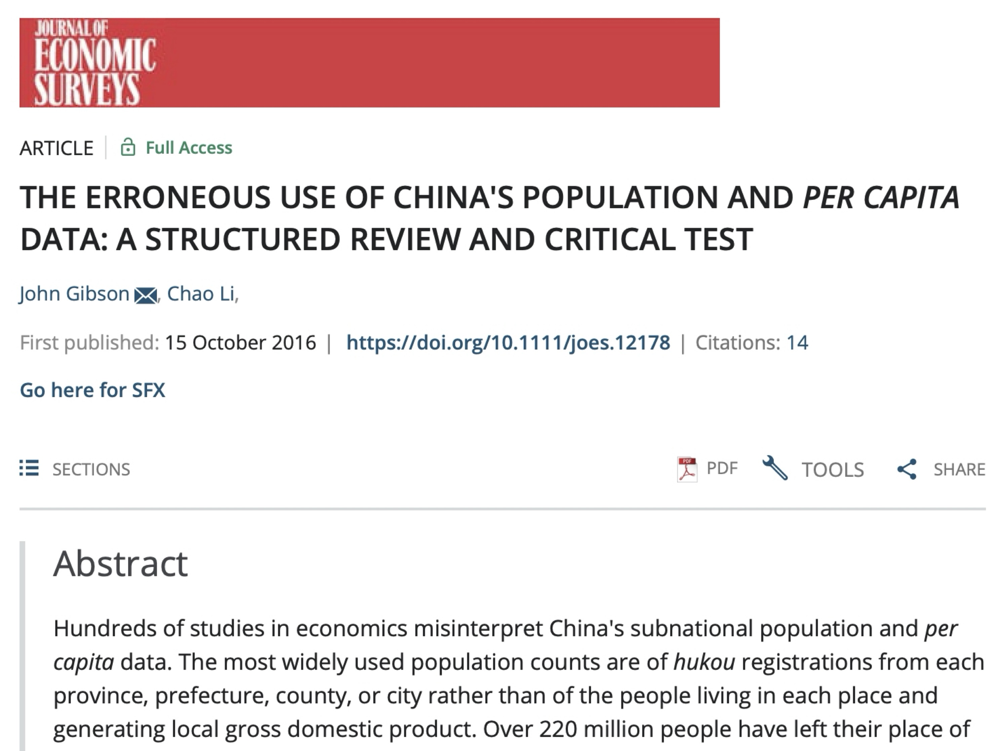 JOURNAL OF
ECONOMIC
SURVEYS
ARTICLE | Full Access
THE ERRONEOUS USE OF CHINA'S POPULATION AND PER CAPITA
DATA: A STRUCTURED REVIEW AND CRITICAL TEST
John Gibson, Chao Li,
First published: 15 October 2016 | https://doi.org/10.1111/joes.12178 | Citations: 14
Go here for SFX
SECTIONS PDF PDF TOOLS SHARE
Abstract
Hundreds of studies in economics misinterpret China's subnational population and per
capita data. The most widely used population counts are of hukou registrations from each
province, prefecture, county, or city rather than of the people living in each place and
generating local gross domestic product. Over 220 million people have left their place of